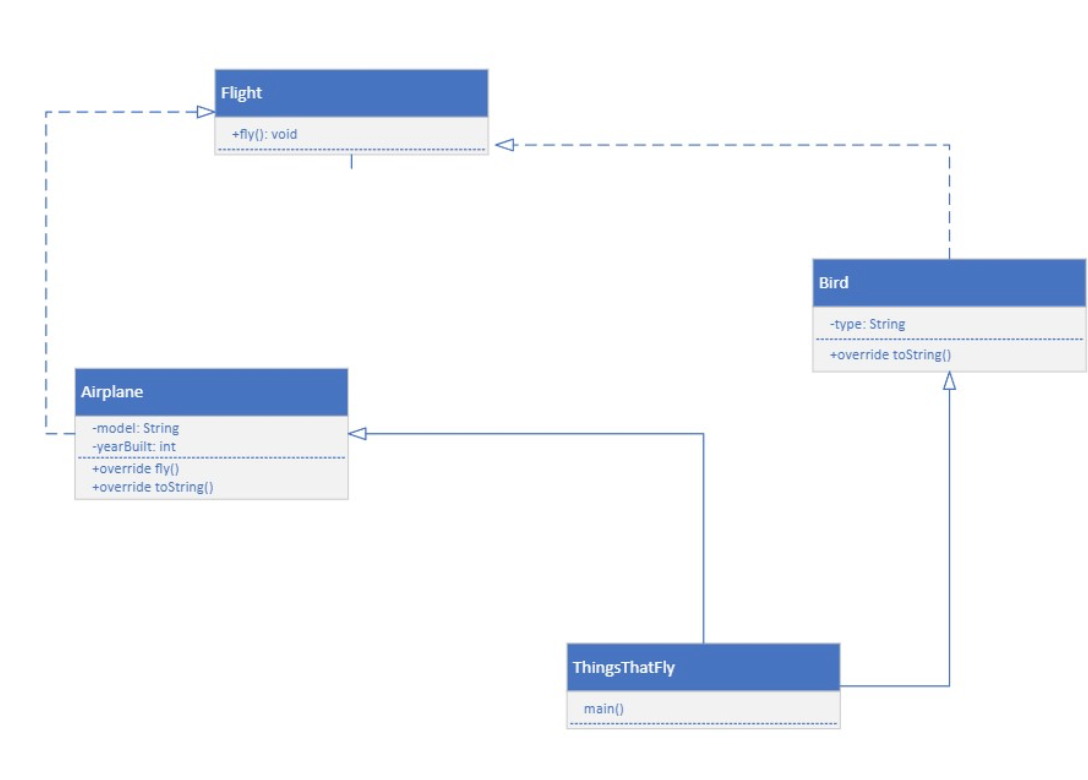 Flight
+fly(): void
Bird
-type: String
+override toString()
Airplane
-model: String
-yearBuilt: int
+override fly()
+override toString()
ThingsThatFly
main()